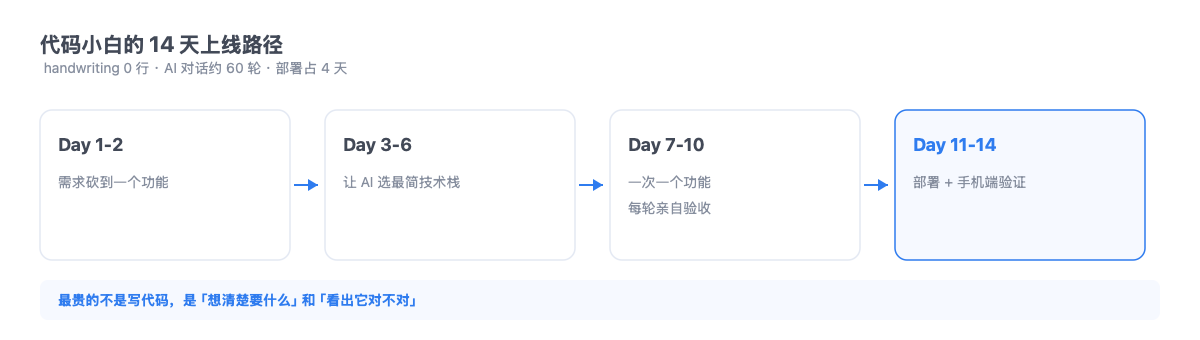 代码小白的 14 天上线路径
handwriting 0 行 · AI 对话约 60 轮 · 部署占 4 天
Day 1-2
需求砍到一个功能
Day 3-6
让 AI 选最简技术栈
Day 7-10
一次一个功能
每轮亲自验收
Day 11-14
部署 + 手机端验证
最贵的不是写代码，是「想清楚要什么」和「看出它对不对」